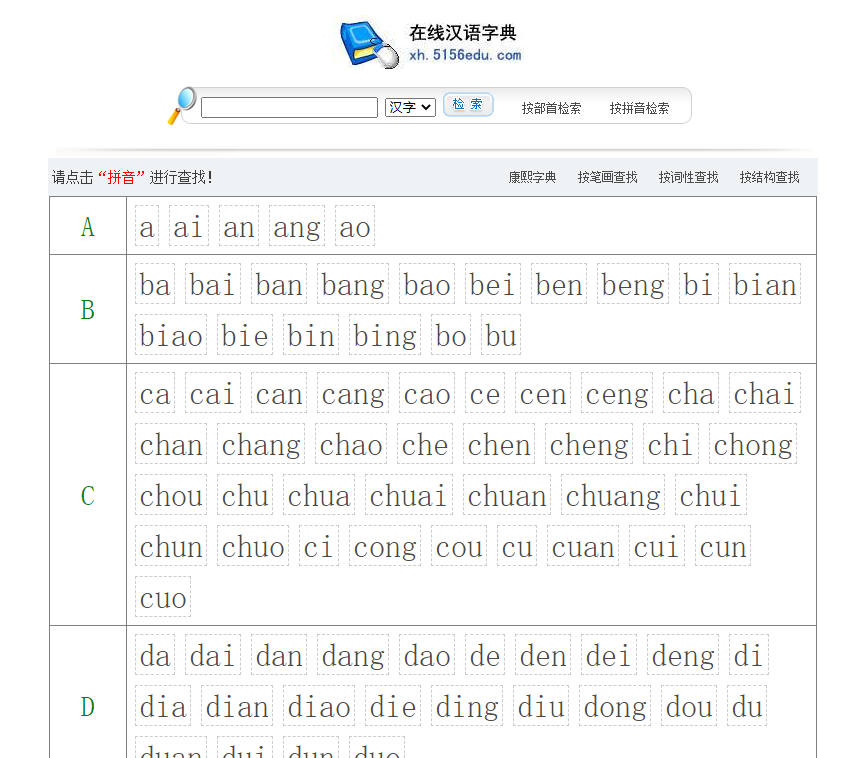 在线汉语字典
xh.5156edu.com
汉字 检 索 按部首检索 按拼音检索
请点击“拼音”进行查找! 康熙字典 按笔画查找 按词性查找 按结构查找
A a ai an ang ao
ba bai ban bang bao bei ben beng bi bian
B
biao bie bin bing bo bu
ca cai can cang cao ce cen ceng cha chai
chan chang chao che chen cheng chi chong
C chou chu chua chuai chuan chuang chui
chun chuo ci cong cou cu cuan cui cun
cuo
da dai dan dang dao de den dei deng di
D dia dian diao die ding diu dong dou du
duan dui dun duo